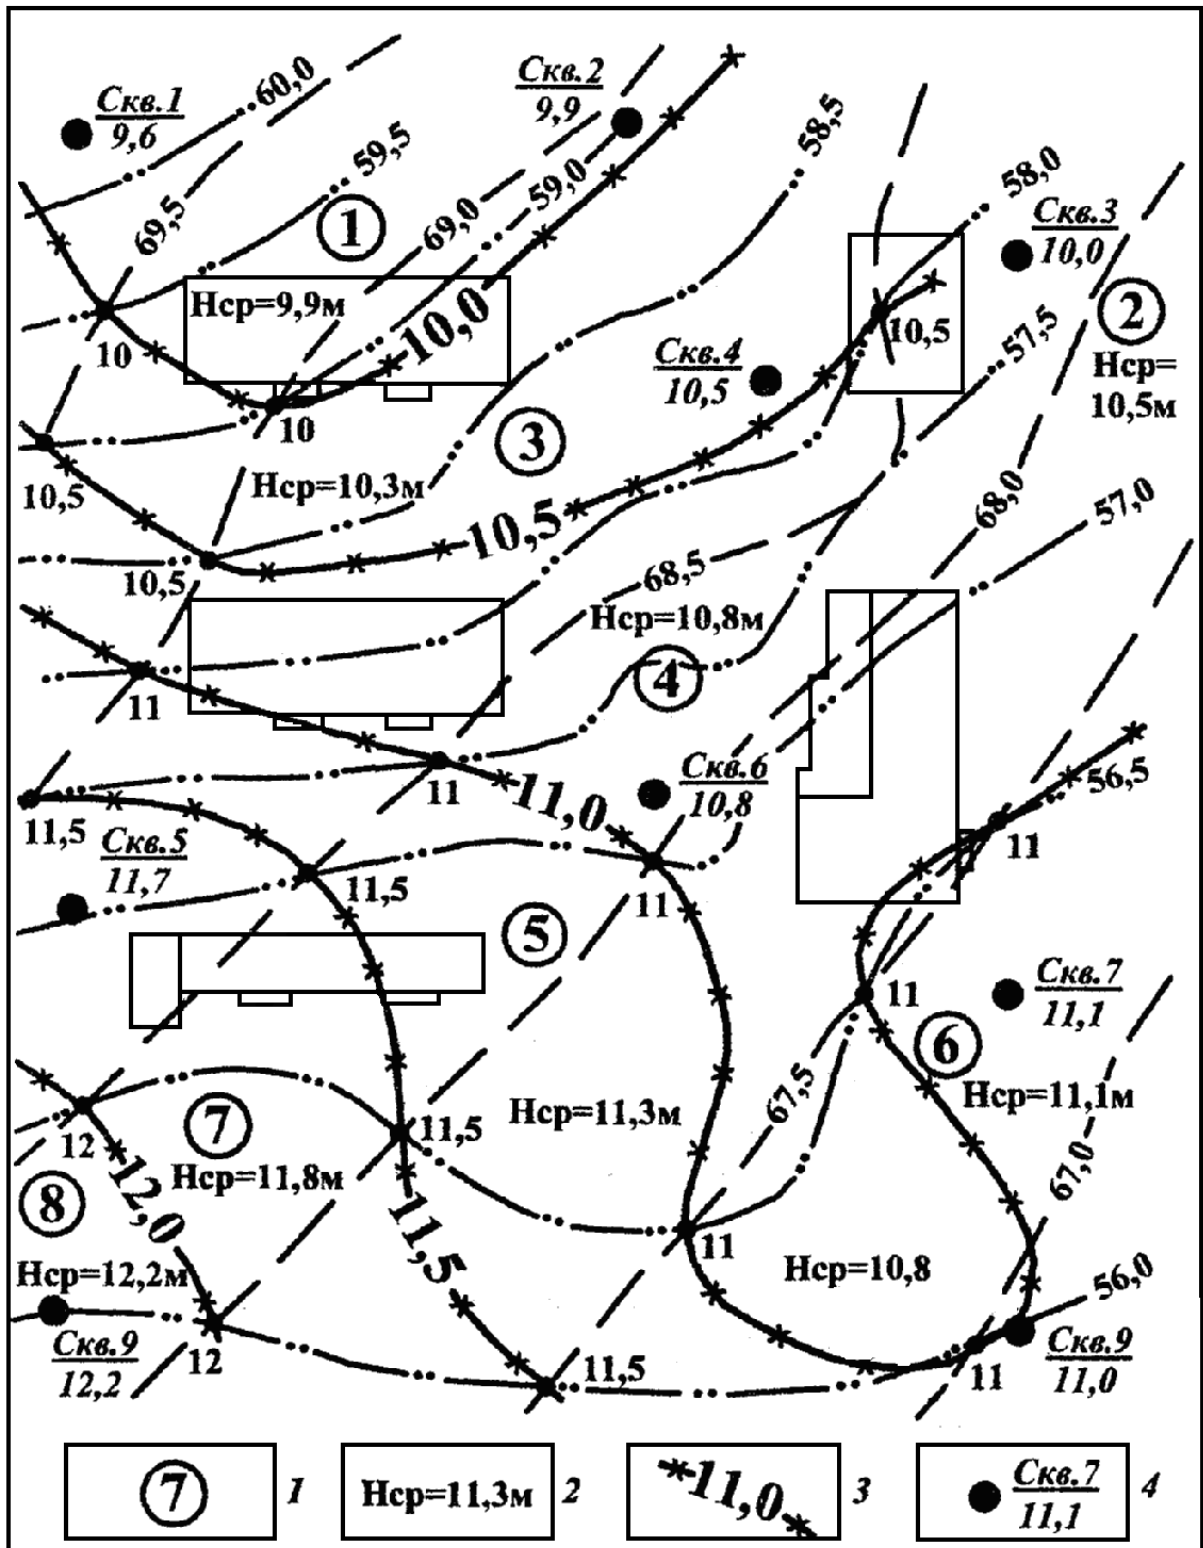 Скв.1
9,6
60,0
Скв.2
9,9
59,5
58,5
69,5
1
69,0
59,0
58,0
Скв.3
10,0
Нср=9,9м
10,0
10
10,5
57,5
2
Нср=
10,5м
Скв.4
10,5
10
3
10,5
Нср=10,3м
10,5
68,0
57,0
10,5
68,5
Нср=10,8м
4
11
11
11,0
Скв.6
10,8
56,5
11,5
Скв.5
11,7
11,5
11
11
5
Скв.7
11,1
11
6
67,5
Нср=11,3м
Нср=11,1м
7
12
11,5
Нср=11,8м
67,0
8
12,0
11,5
11
Нср=12,2м
Нср=10,8
56,0
Скв.9
12,2
12
11,5
11
Скв.9
11,0
7
1
Нср=11,3м
2
11,0
3
Скв.7
11,1
4